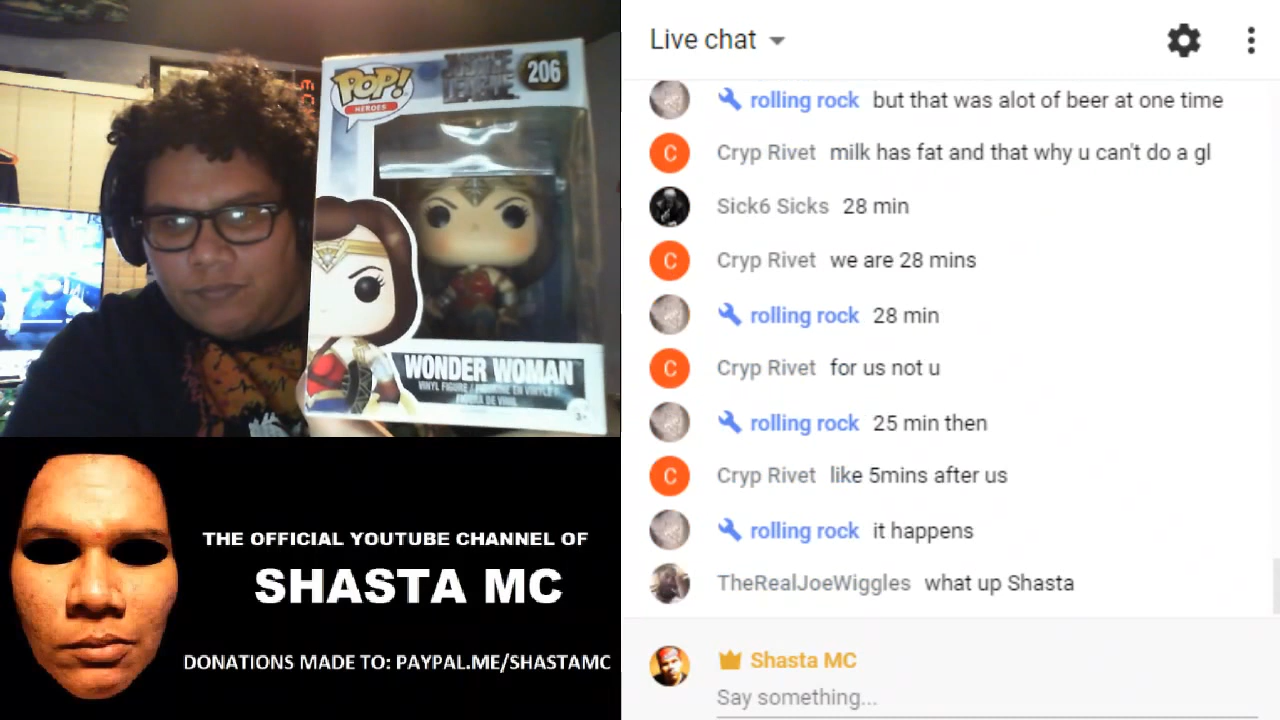 POP!
HEROES
JUSTICE
LEAGUE
206
WONDER WOMAN
VINYL FIGURE /
THE OFFICIAL YOUTUBE CHANNEL OF
SHASTA MC
DONATIONS MADE TO: PAYPAL.ME/SHASTAMC
Live chat
rolling rock but that was alot of beer at one time
Cryp Rivet milk has fat and that why u can't do a gl
Sick6 Sicks 28 min
Cryp Rivet we are 28 mins
rolling rock 28 min
Cryp Rivet for us not u
rolling rock 25 min then
Cryp Rivet like 5mins after us
rolling rock it happens
TheRealJoeWiggles what up Shasta
Shasta MC
Say something...